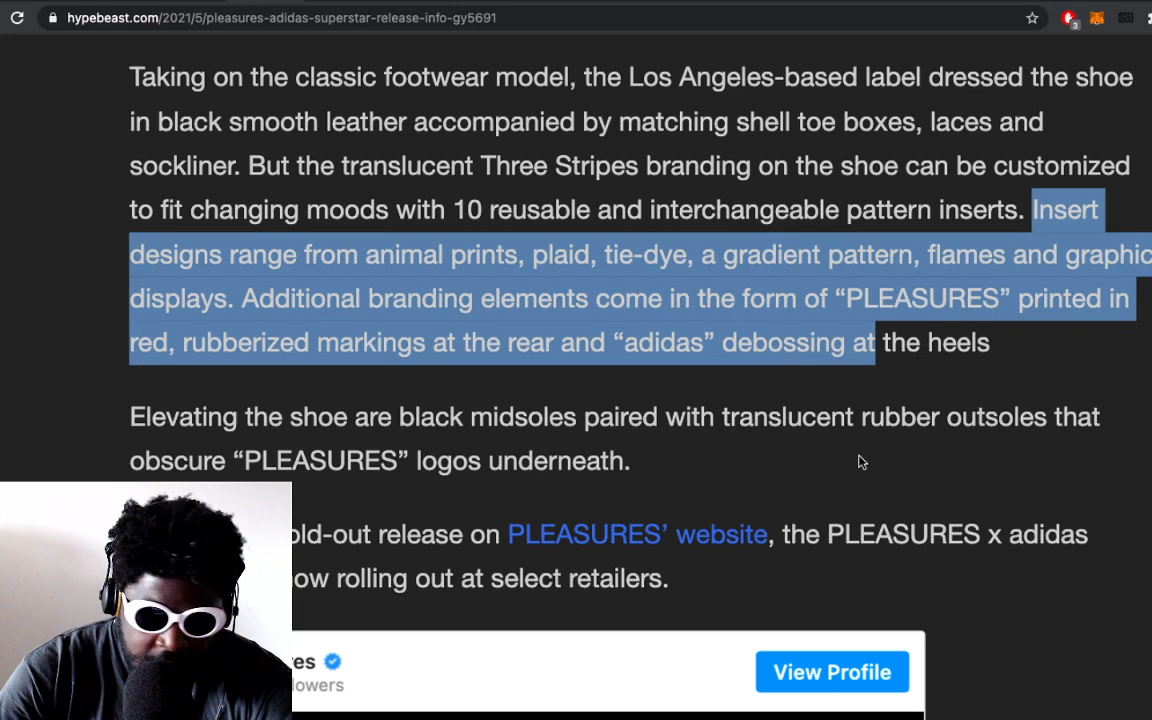 hypebeast.com/2021/5/pleasures-adidas-superstar-release-info-gy5691
3
Taking on the classic footwear model, the Los Angeles-based label dressed the shoe
in black smooth leather accompanied by matching shell toe boxes, laces and
sockliner. But the translucent Three Stripes branding on the shoe can be customized
to fit changing moods with 10 reusable and interchangeable pattern inserts. Insert
designs range from animal prints, plaid, tie-dye, a gradient pattern, flames and graphic
displays. Additional branding elements come in the form of “PLEASURES” printed in
red, rubberized markings at the rear and “adidas” debossing at the heels
Elevating the shoe are black midsoles paired with translucent rubber outsoles that
obscure “PLEASURES” logos underneath.
old-out release on PLEASURES’ website, the PLEASURES x adidas
ow rolling out at select retailers.
res
View Profile
lowers